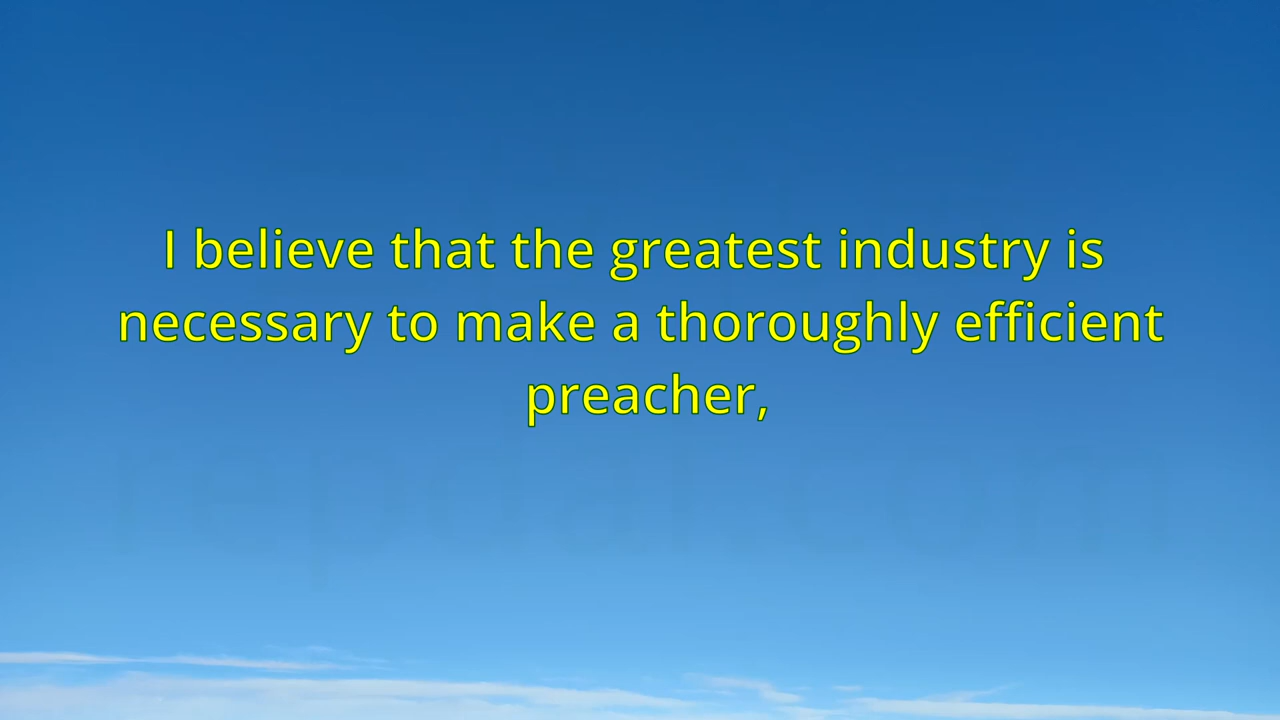 I believe that the greatest industry is
necessary to make a thoroughly efficient
preacher,